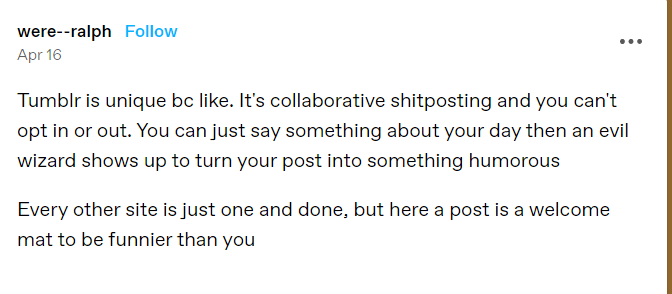 were--ralph Follow
Apr 16
Tumblr is unique bc like. It's collaborative shitposting and you can't
opt in or out. You can just say something about your day then an evil
wizard shows up to turn your post into something humorous
Every other site is just one and done, but here a post is a welcome
mat to be funnier than you